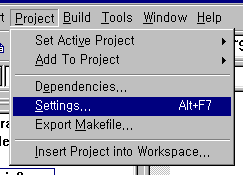 Project Build Tools Window Help
Set Active Project
Add To Project
Dependencies...
Settings... Alt+F7
Export Makefile...
Insert Project into Workspace...